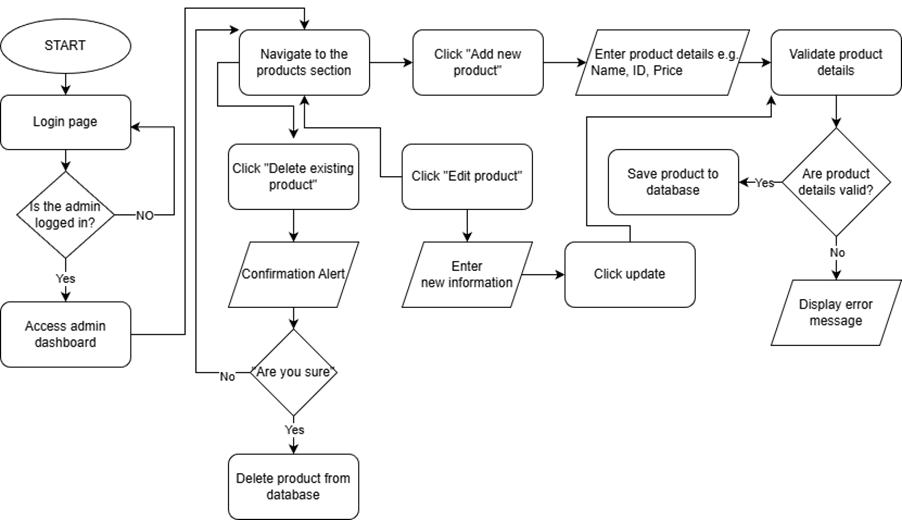 START
Login page
Is the admin
logged in?
NO
Yes
Access admin
dashboard
Navigate to the
products section
Click "Add new
product"
Enter product details e.g.
Name, ID, Price
Validate product
details
Are product
details valid?
Yes
Save product to
database
No
Display error
message
Click "Delete existing
product"
Confirmation Alert
"Are you sure"
No
Yes
Delete product from
database
Click "Edit product"
Enter
new information
Click update